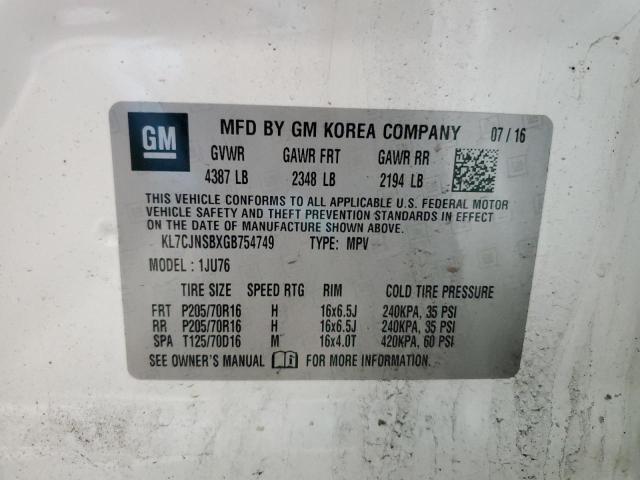 GM MFD BY GM KOREA COMPANY 07/16
GVWR GAWR FRT GAWR RR
4387 LB 2348 LB 2194 LB
THIS VEHICLE CONFORMS TO ALL APPLICABLE U.S. FEDERAL MOTOR
VEHICLE SAFETY AND THEFT PREVENTION STANDARDS IN EFFECT
ON THE DATE OF MANUFACTURE SHOWN ABOVE.
KL7CJNSBXGB754749 TYPE: MPV
MODEL: 1JU76
TIRE SIZE SPEED RTG RIM COLD TIRE PRESSURE
FRT P205/70R16 H 16x6.5J 240KPA, 35 PSI
RR P205/70R16 H 16x6.5J 240KPA, 35 PSI
SPA T125/70D16 M 16x4.0T 420KPA, 60 PSI
SEE OWNER'S MANUAL FOR MORE INFORMATION.